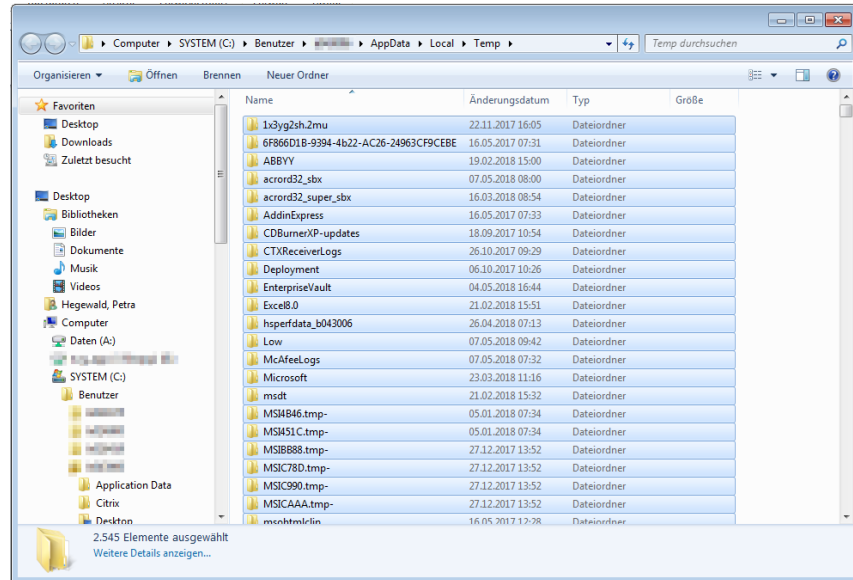 Computer ▸ SYSTEM (C:) ▸ Benutzer ▸ ▸ AppData ▸ Local ▸ Temp ▸ Temp durchsuchen
Organisieren Öffnen Brennen Neuer Ordner
Favoriten
Desktop
Downloads
Zuletzt besucht
Desktop
Bibliotheken
Bilder
Dokumente
Musik
Videos
Hegewald, Petra
Computer
Daten (A:)
SYSTEM (C:)
Benutzer
Application Data
Citrix
Desktop
Name Änderungsdatum Typ Größe
1x3yg2sh.2mu 22.11.2017 16:05 Dateiordner
6F866D1B-9394-4b22-AC26-24963CF9CEBE 16.05.2017 07:31 Dateiordner
ABBYY 19.02.2018 15:00 Dateiordner
acrord32_sbx 07.05.2018 08:00 Dateiordner
acrord32_super_sbx 16.03.2018 08:54 Dateiordner
AddinExpress 16.05.2017 07:33 Dateiordner
CDBurnerXP-updates 18.09.2017 10:54 Dateiordner
CTXReceiverLogs 26.10.2017 09:29 Dateiordner
Deployment 06.10.2017 10:26 Dateiordner
EnterpriseVault 04.05.2018 16:44 Dateiordner
Excel8.0 21.02.2018 15:51 Dateiordner
hsperfdata_b043006 26.04.2018 07:13 Dateiordner
Low 07.05.2018 09:42 Dateiordner
McAfeeLogs 07.05.2018 07:32 Dateiordner
Microsoft 23.03.2018 11:16 Dateiordner
msdt 21.02.2018 15:32 Dateiordner
MSI4B46.tmp- 05.01.2018 07:34 Dateiordner
MSI451C.tmp- 05.01.2018 07:34 Dateiordner
MSIBB88.tmp- 27.12.2017 13:52 Dateiordner
MSIC78D.tmp- 27.12.2017 13:52 Dateiordner
MSIC990.tmp- 27.12.2017 13:52 Dateiordner
MSICAAA.tmp- 27.12.2017 13:52 Dateiordner
msohtmlclip 16.05.2017 12:28 Dateiordner
2.545 Elemente ausgewählt
Weitere Details anzeigen...